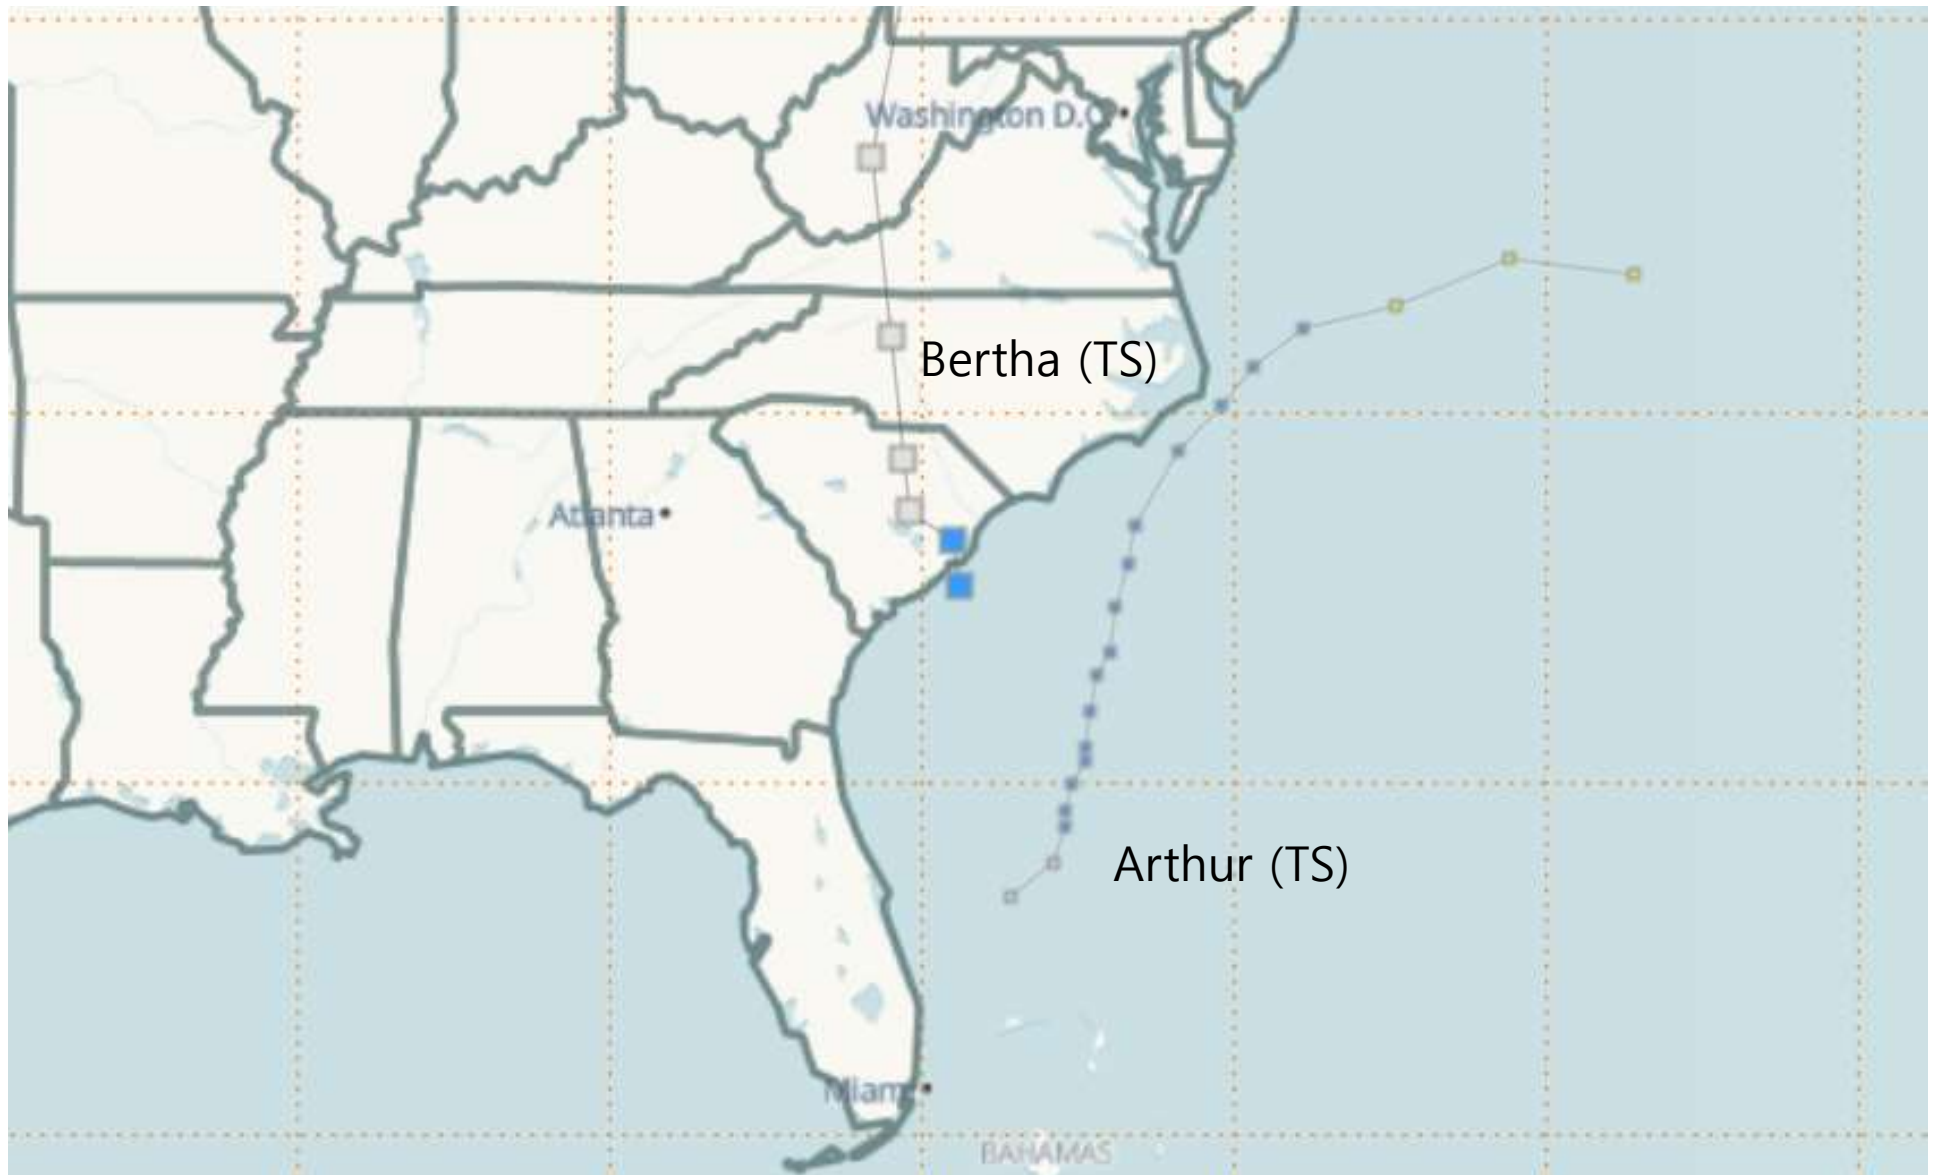 Washington D.C.
Bertha (TS)
Atlanta
Arthur (TS)
Miami
BAHAMAS